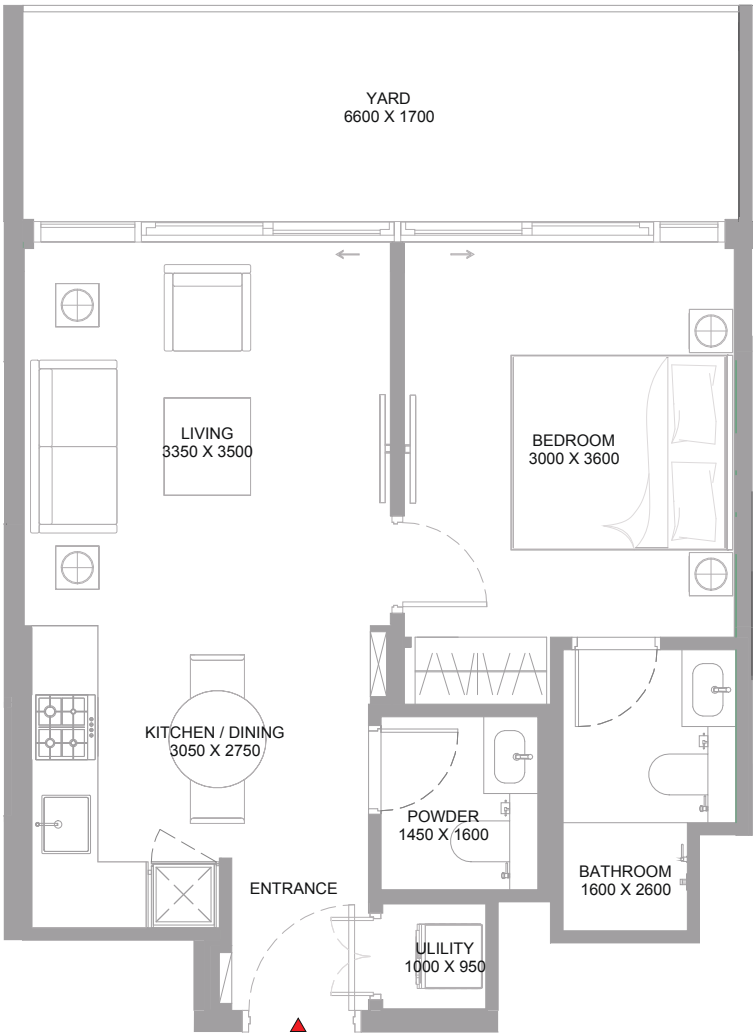 YARD
6600 X 1700
LIVING
3350 X 3500
BEDROOM
3000 X 3600
KITCHEN / DINING
3050 X 2750
POWDER
1450 X 1600
BATHROOM
1600 X 2600
ENTRANCE
ULILITY
1000 X 950